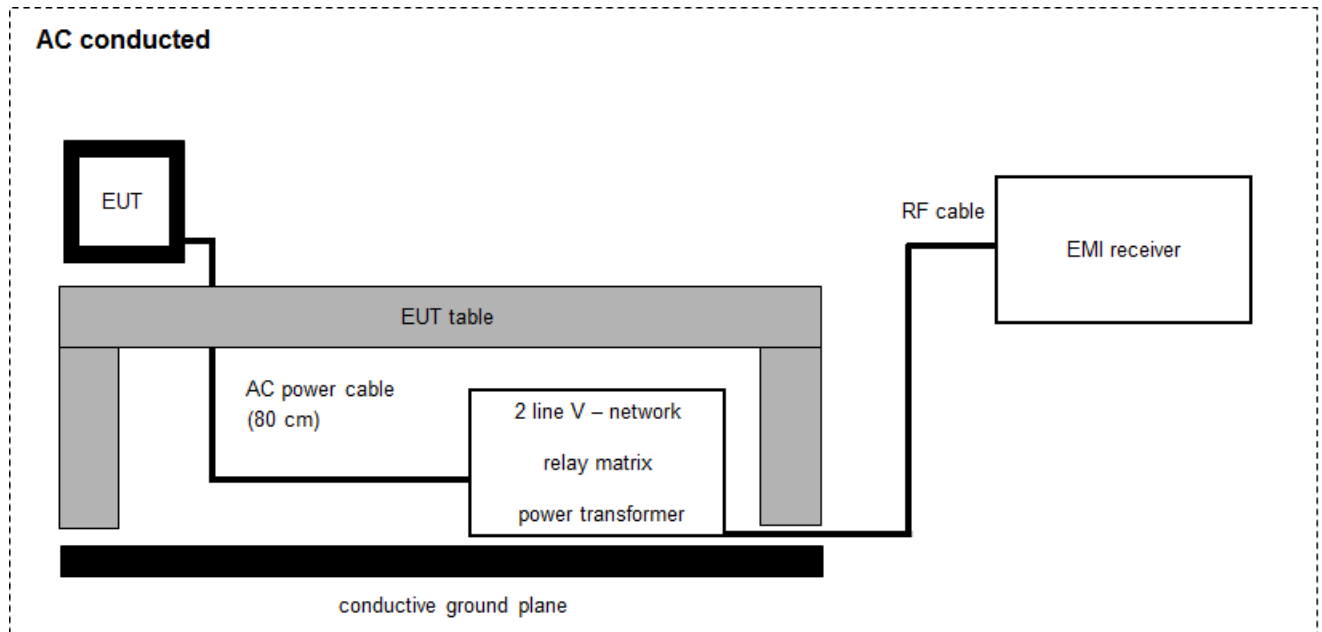 AC conducted
EUT
RF cable
EMI receiver
EUT table
AC power cable
(80 cm)
2 line V – network
relay matrix
power transformer
conductive ground plane